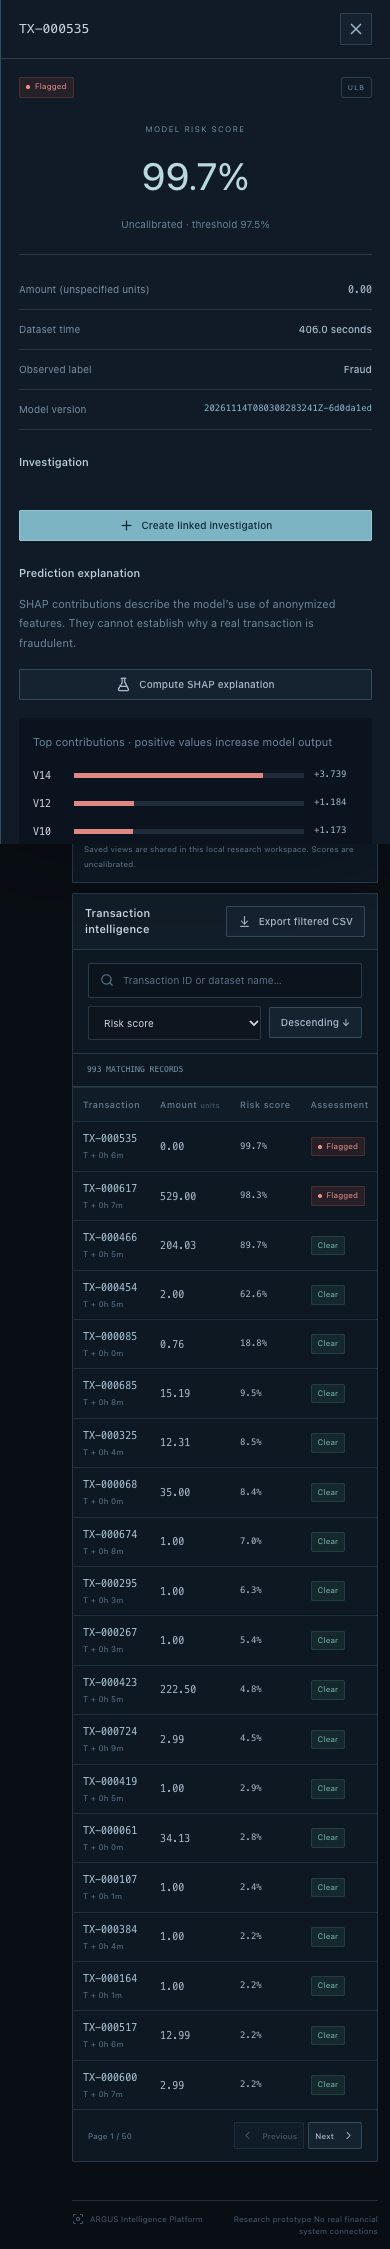 TX-000535
Flagged
ULB
MODEL RISK SCORE
99.7%
Uncalibrated · threshold 97.5%
Amount (unspecified units) 0.00
Dataset time 406.0 seconds
Observed label Fraud
Model version 20261114T080308283241Z-6d0da1ed
Investigation
Create linked investigation
Prediction explanation
SHAP contributions describe the model's use of anonymized
features. They cannot establish why a real transaction is
fraudulent.
Compute SHAP explanation
Top contributions · positive values increase model output
V14 +3.739
V12 +1.184
V10 +1.173
Saved views are shared in this local research workspace. Scores are
uncalibrated.
Transaction
intelligence
Export filtered CSV
Transaction ID or dataset name...
Risk score
Descending ↓
993 MATCHING RECORDS
Transaction Amount units Risk score Assessment
TX-000535 0.00 99.7% Flagged
T + 0h 6m
TX-000617 529.00 98.3% Flagged
T + 0h 7m
TX-000466 204.03 89.7% Clear
T + 0h 5m
TX-000454 2.00 62.6% Clear
T + 0h 5m
TX-000085 0.76 18.8% Clear
T + 0h 0m
TX-000685 15.19 9.5% Clear
T + 0h 8m
TX-000325 12.31 8.5% Clear
T + 0h 4m
TX-000068 35.00 8.4% Clear
T + 0h 0m
TX-000674 1.00 7.0% Clear
T + 0h 8m
TX-000295 1.00 6.3% Clear
T + 0h 3m
TX-000267 1.00 5.4% Clear
T + 0h 3m
TX-000423 222.50 4.8% Clear
T + 0h 5m
TX-000724 2.99 4.5% Clear
T + 0h 9m
TX-000419 1.00 2.9% Clear
T + 0h 5m
TX-000061 34.13 2.8% Clear
T + 0h 0m
TX-000107 1.00 2.4% Clear
T + 0h 1m
TX-000384 1.00 2.2% Clear
T + 0h 4m
TX-000164 1.00 2.2% Clear
T + 0h 1m
TX-000517 12.99 2.2% Clear
T + 0h 6m
TX-000600 2.99 2.2% Clear
T + 0h 7m
Page 1 / 50
Previous
Next
ARGUS Intelligence Platform
Research prototype No real financial
system connections